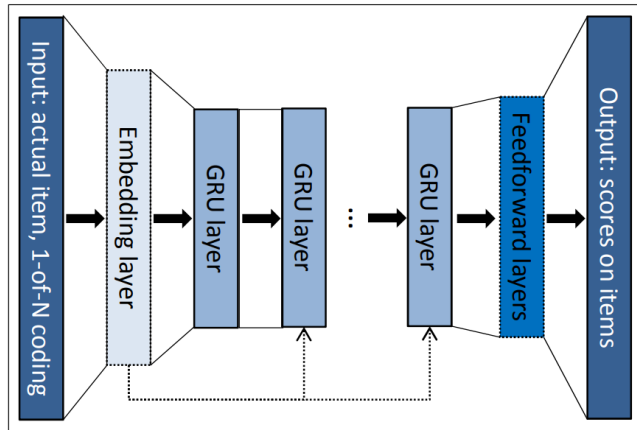 Input: actual item, 1-of-N coding
Embedding layer
GRU layer
GRU layer
...
GRU layer
Feedforward layers
Output: scores on items